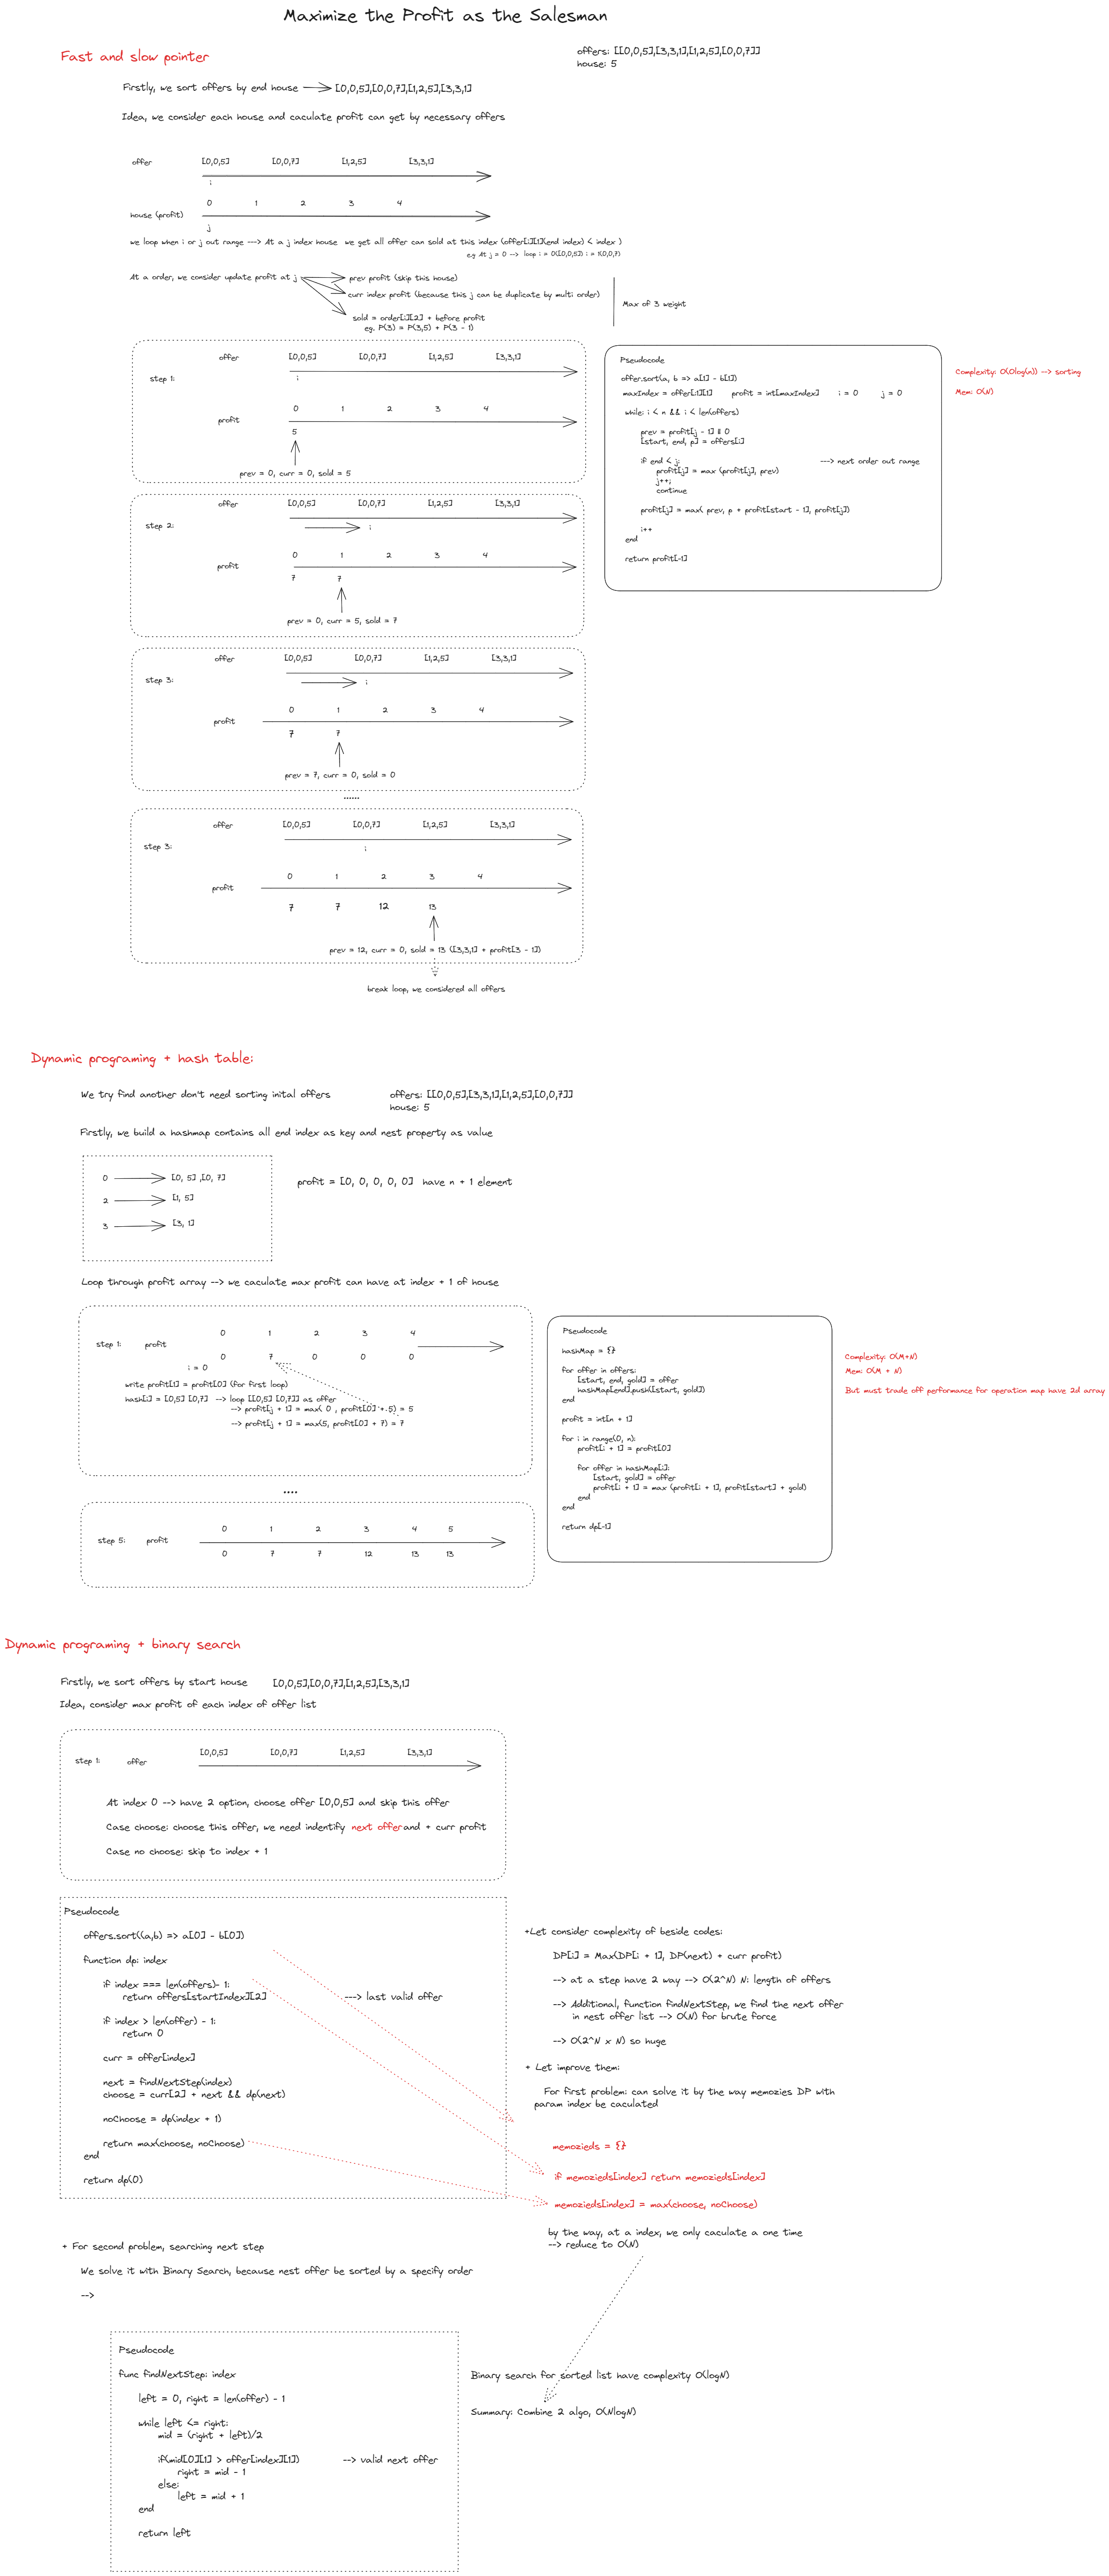 Maximize the Profit as the Salesman
Fast and slow pointer
offers: [[0,0,5],[3,3,1],[1,2,5],[0,0,7]]
house: 5
Firstly, we sort offers by end house
[0,0,5],[0,0,7],[1,2,5],[3,3,1]
Idea, we consider each house and caculate profit can get by necessary offers
offer [0,0,5] [0,0,7] [1,2,5] [3,3,1]
i
0 1 2 3 4
house (profit)
j
we loop when i or j out range ---> At a j index house we get all offer can sold at this index (offer[i][1](end index) < index )
e.g At j = 0 --> loop i = 0([0,0,5]) i = 1(0,0,7)
At a order, we consider update profit at j
prev profit (skip this house)
curr index profit (because this j can be duplicate by multi order)
sold = order[i][2] + before profit
eg. P(3) = P(3,5) + P(3 - 1)
Max of 3 weight
step 1:
offer [0,0,5] [0,0,7] [1,2,5] [3,3,1]
i
0 1 2 3 4
profit
5
prev = 0, curr = 0, sold = 5
Pseudocode
offer.sort(a, b => a[1] - b[1])
maxIndex = offer[-1][1] profit = int[maxIndex] i = 0 j = 0
while: i < n && i < len(offers)
prev = profit[j - 1] || 0
[start, end, p] = offers[i]
if end < j: ---> next order out range
profit[j] = max (profit[j], prev)
j++;
continue
profit[j] = max( prev, p + profit[start - 1], profit[j])
i++
end
return profit[-1]
Complexity: O(Olog(n)) --> sorting
Mem: O(N)
step 2:
offer [0,0,5] [0,0,7] [1,2,5] [3,3,1]
i
0 1 2 3 4
profit
7 7
prev = 0, curr = 5, sold = 7
step 3:
offer [0,0,5] [0,0,7] [1,2,5] [3,3,1]
i
0 1 2 3 4
profit
7 7
prev = 7, curr = 0, sold = 0
......
step 3:
offer [0,0,5] [0,0,7] [1,2,5] [3,3,1]
i
0 1 2 3 4
profit
7 7 12 13
prev = 12, curr = 0, sold = 13 ([3,3,1] + profit[3 - 1])
break loop, we considered all offers
Dynamic programing + hash table:
We try find another don't need sorting inital offers
offers: [[0,0,5],[3,3,1],[1,2,5],[0,0,7]]
house: 5
Firstly, we build a hashmap contains all end index as key and nest property as value
0 [0, 5] ,[0, 7]
2 [1, 5]
3 [3, 1]
profit = [0, 0, 0, 0, 0] have n + 1 element
Loop through profit array --> we caculate max profit can have at index + 1 of house
step 1: profit
0 1 2 3 4
0 7 0 0 0
i = 0
write profit[1] = profit[0] (for first loop)
hash[i] = [0,5] [0,7] --> loop [[0,5] [0,7]] as offer
--> profit[j + 1] = max( 0 , profit[0] + 5) = 5
--> profit[j + 1] = max(5, profit[0] + 7) = 7
Pseudocode
hashMap = {}
for offer in offers:
[start, end, gold] = offer
hashMap[end].push[start, gold])
end
profit = int[n + 1]
for i in range(0, n):
profit[i + 1] = profit[0]
for offer in hashMap[i]:
[start, gold] = offer
profit[i + 1] = max (profit[i + 1], profit[start] + gold)
end
end
return dp[-1]
Complexity: O(M+N)
Mem: O(M + N)
But must trade off performance for operation map have 2d array
....
step 5: profit
0 1 2 3 4 5
0 7 7 12 13 13
Dynamic programing + binary search
Firstly, we sort offers by start house [0,0,5],[0,0,7],[1,2,5],[3,3,1]
Idea, consider max profit of each index of offer list
step 1: offer [0,0,5] [0,0,7] [1,2,5] [3,3,1]
At index 0 --> have 2 option, choose offer [0,0,5] and skip this offer
Case choose: choose this offer, we need indentify next offer and + curr profit
Case no choose: skip to index + 1
Pseudocode
offers.sort((a,b) => a[0] - b[0])
function dp: index
if index === len(offers)- 1:
return offers[startIndex][2] ---> last valid offer
if index > len(offer) - 1:
return 0
curr = offer[index]
next = findNextStep(index)
choose = curr[2] + next && dp(next)
noChoose = dp(index + 1)
return max(choose, noChoose)
end
return dp(0)
+Let consider complexity of beside codes:
DP[i] = Max(DP[i + 1], DP(next) + curr profit)
--> at a step have 2 way --> O(2^N) N: length of offers
--> Additional, function findNextStep, we find the next offer
in nest offer list --> O(N) for brute force
--> O(2^N x N) so huge
+ Let improve them:
For first problem: can solve it by the way memozies DP with
param index be caculated
memozieds = {}
if memozieds[index] return memozieds[index]
memozieds[index] = max(choose, noChoose)
by the way, at a index, we only caculate a one time
--> reduce to O(N)
+ For second problem, searching next step
We solve it with Binary Search, because nest offer be sorted by a specify order
-->
Pseudocode
func findNextStep: index
left = 0, right = len(offer) - 1
while left <= right:
mid = (right + left)/2
if(mid[0][1] > offer[index][1]) --> valid next offer
right = mid - 1
else:
left = mid + 1
end
return left
Binary search for sorted list have complexity O(logN)
Summary: Combine 2 algo, O(NlogN)